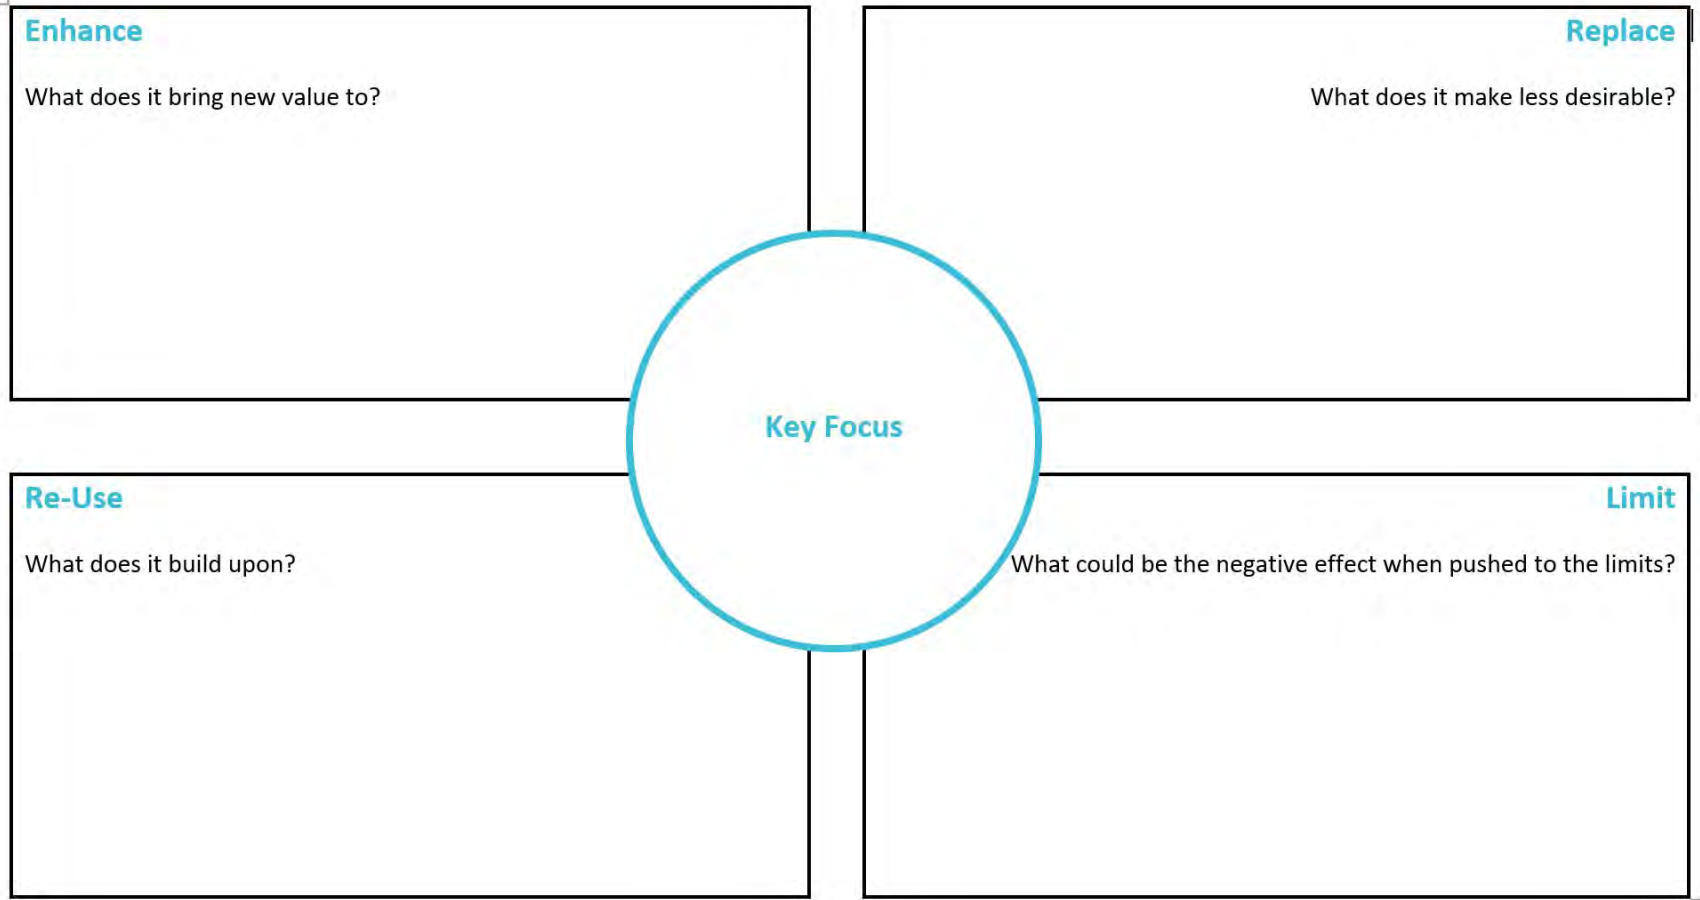 Enhance
What does it bring new value to?
Replace
What does it make less desirable?
Key Focus
Re-Use
What does it build upon?
Limit
What could be the negative effect when pushed to the limits?